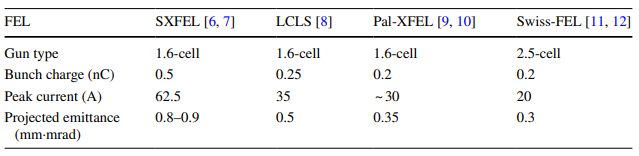 FEL SXFEL [6, 7] LCLS [8] Pal-XFEL [9, 10] Swiss-FEL [11, 12]
Gun type 1.6-cell 1.6-cell 1.6-cell 2.5-cell
Bunch charge (nC) 0.5 0.25 0.2 0.2
Peak current (A) 62.5 35 ~30 20
Projected emittance 0.8–0.9 0.5 0.35 0.3
(mm·mrad)